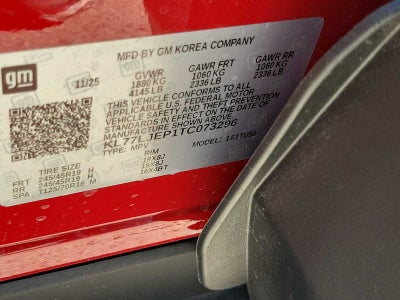 MFD BY GM KOREA COMPANY
gm
11/25 GVWR GAWR FRT GAWR RR
1880 KG 1060 KG 1060 KG
4145 LB 2336 LB 2336 LB
THIS VEHICLE CONFORMS TO ALL
APPLICABLE U.S. FEDERAL MOTOR
VEHICLE SAFETY AND THEFT PREVENTION
STANDARDS IN EFFECT ON THE DATE OF
MANUFACTURE SHOWN ABOVE.
KL77LJEP1TC073296
TYPE: MPV MODEL:
TIRE SIZE RIM
FRT 245/45R19 H 19X8J
RR 245/45R19 H 19X8J
SPA T125/70R16 M 16X4BT